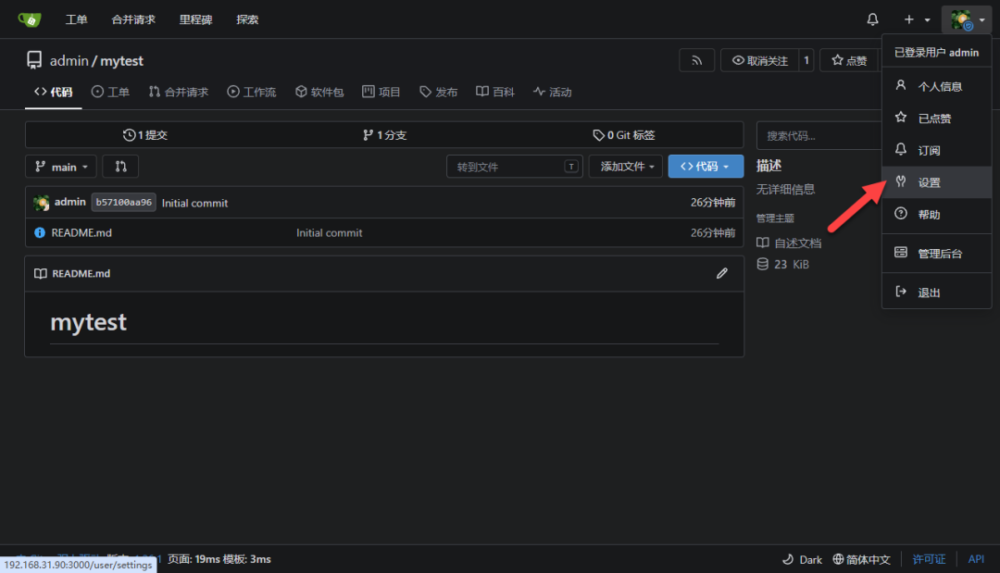 工单 合并请求 里程碑 探索
admin / mytest
取消关注 1 点赞
代码 工单 合并请求 工作流 软件包 项目 发布 百科 活动
已登录用户 admin
个人信息
已点赞
订阅
设置
帮助
管理后台
退出
1 提交 1 分支 0 Git 标签
搜索代码...
main 转到文件 T 添加文件 代码
描述
无详细信息
管理主题
自述文档
23 KiB
admin b57100aa96 Initial commit 26分钟前
README.md Initial commit 26分钟前
README.md
mytest
页面: 19ms 模板: 3ms
Dark 简体中文 许可证 API
192.168.31.90:3000/user/settings